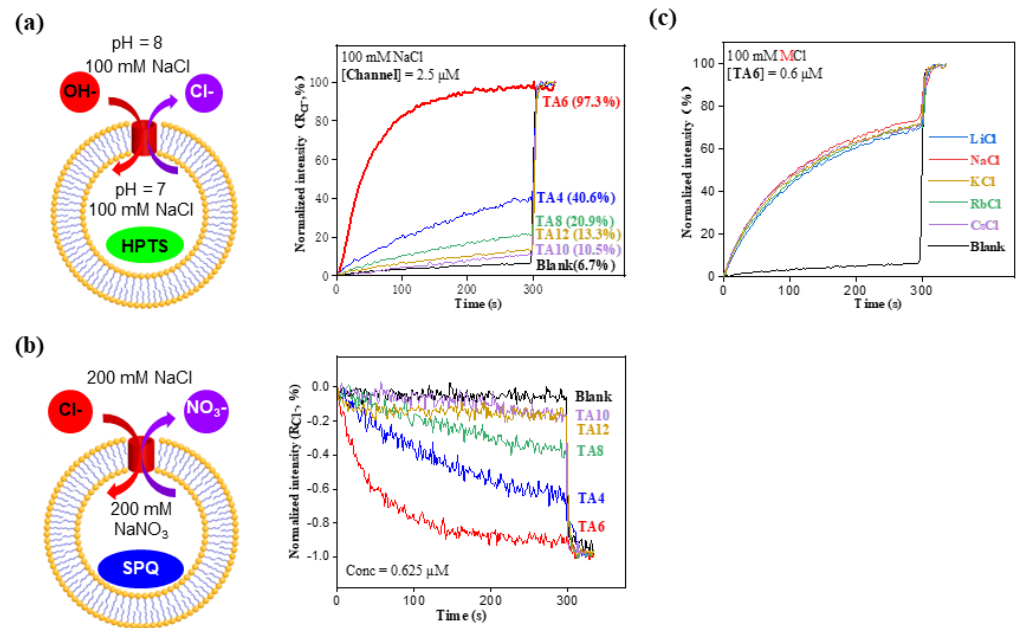 (a)
pH = 8
100 mM NaCl
OH-
Cl-
pH = 7
100 mM NaCl
HPTS
Normalized intensity (R_Cl-, %)
100
80
60
40
20
0
100 mM NaCl
[Channel] = 2.5 μM
TA6 (97.3%)
TA4 (40.6%)
TA8 (20.9%)
TA12 (13.3%)
TA10 (10.5%)
Blank(6.7%)
0 100 200 300
Time (s)
(c)
Normalized intensity (%)
100
80
60
40
20
0
100 mM MCl
[TA6] = 0.6 μM
LiCl
NaCl
KCl
RbCl
CsCl
Blank
0 100 200 300
Time (s)
(b)
200 mM NaCl
Cl-
NO₃-
200 mM
NaNO₃
SPQ
Normalized intensity (R_Cl-, %)
0.0
-0.2
-0.4
-0.6
-0.8
-1.0
Blank
TA10
TA12
TA8
TA4
TA6
Conc = 0.625 μM
0 100 200 300
Time (s)